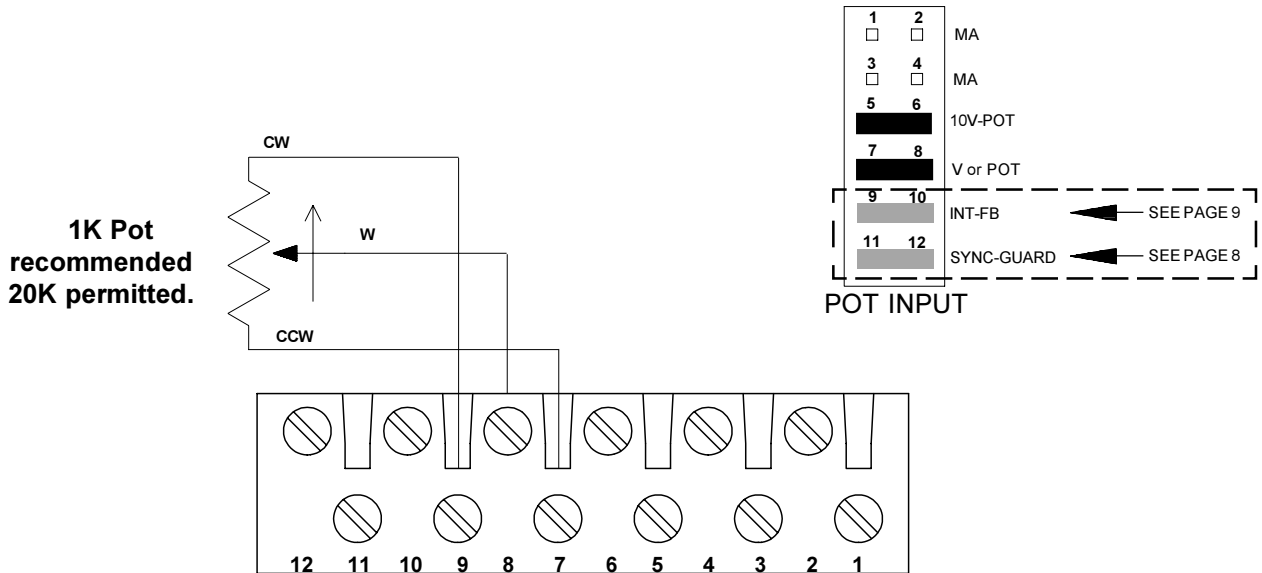 1 2
MA
3 4
MA
5 6
10V-POT
7 8
V or POT
9 10
INT-FB
SEE PAGE 9
11 12
SYNC-GUARD
SEE PAGE 8
POT INPUT
CW
W
CCW
1K Pot
recommended
20K permitted.
12 11 10 9 8 7 6 5 4 3 2 1